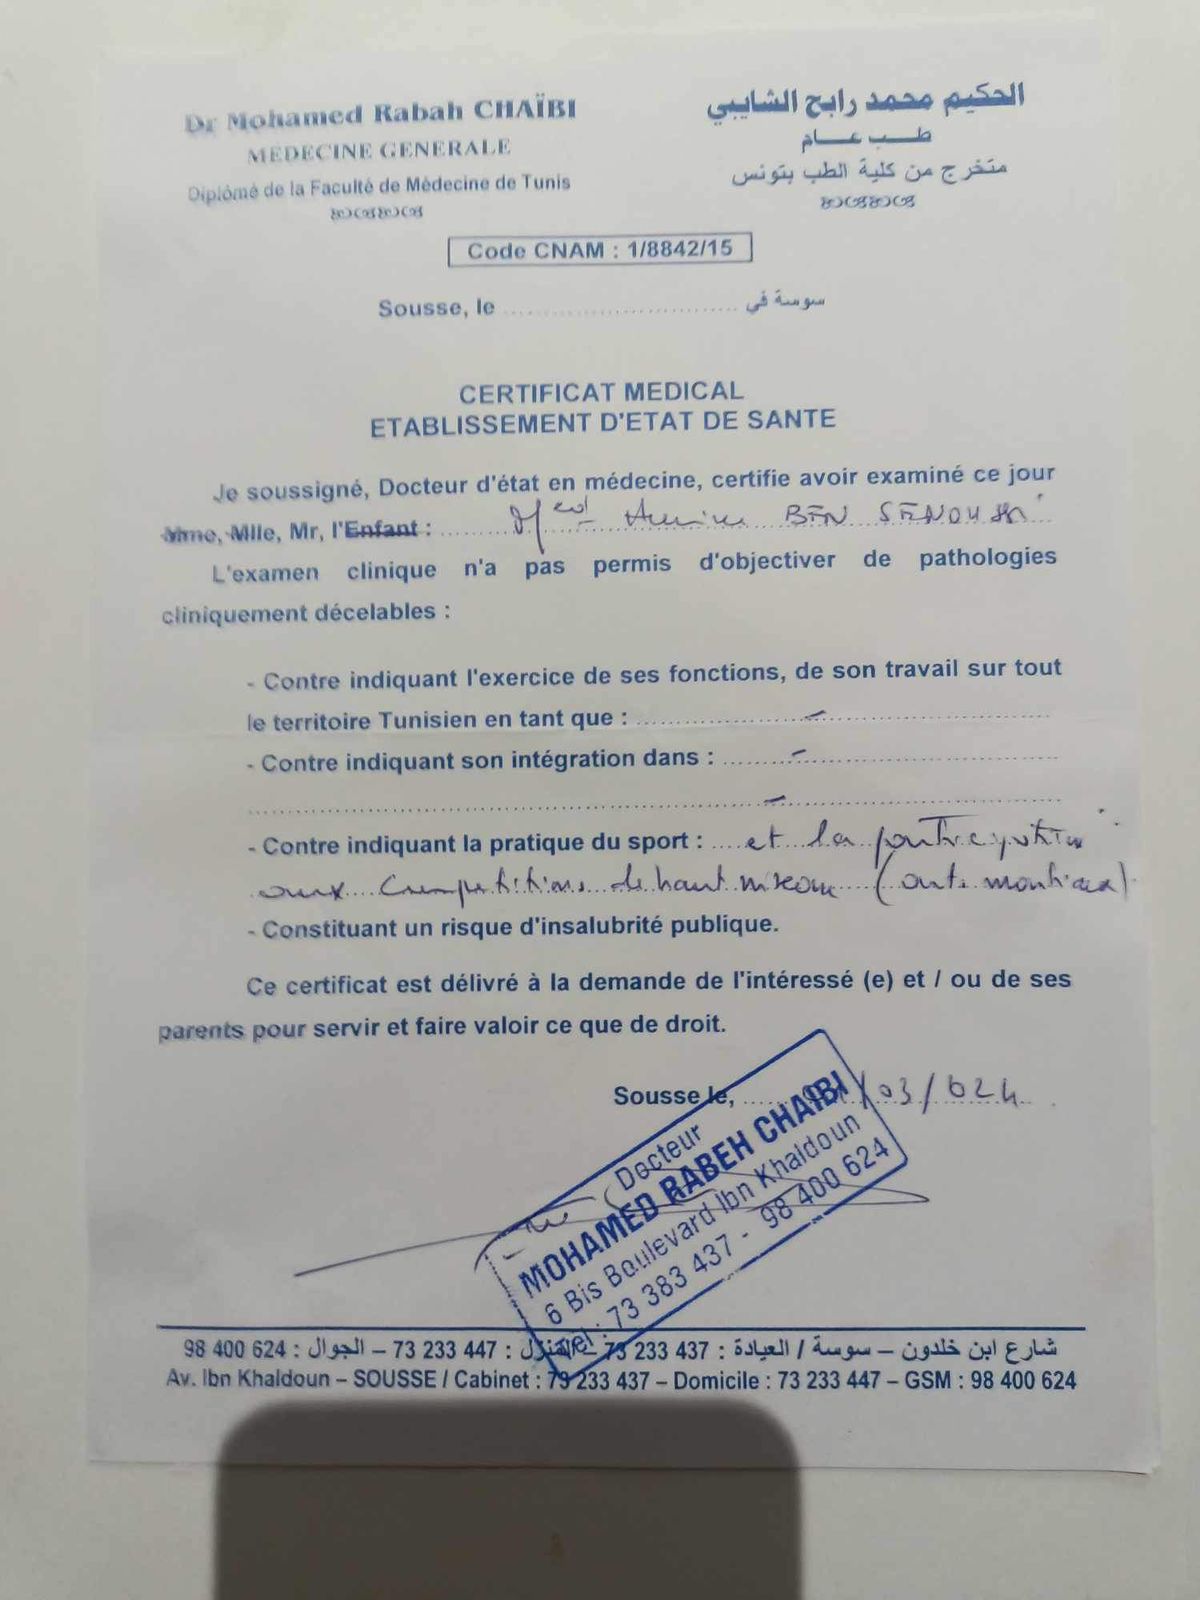 Dr Mohamed Rabah CHAÏBI
MEDECINE GENERALE
Diplômé de la Faculté de Médecine de Tunis
الحكيم محمد رابح الشايبي
طــب عــــام
متخرج من كلية الطب بتونس
Code CNAM : 1/8842/15
Sousse, le ........................................ سوسة في
CERTIFICAT MEDICAL
ETABLISSEMENT D'ETAT DE SANTE
Je soussigné, Docteur d'état en médecine, certifie avoir examiné ce jour
Mme, Mlle, Mr, l'Enfant : Med Amine BEN SENOUSSI
L'examen clinique n'a pas permis d'objectiver de pathologies
cliniquement décelables :
- Contre indiquant l'exercice de ses fonctions, de son travail sur tout
le territoire Tunisien en tant que : –
- Contre indiquant son intégration dans : –
–
- Contre indiquant la pratique du sport : et la participation
aux compétitions de haut niveau
- Constituant un risque d'insalubrité publique.
Ce certificat est délivré à la demande de l'intéressé (e) et / ou de ses
parents pour servir et faire valoir ce que de droit.
Sousse le, /03/024
Docteur
MOHAMED RABEH CHAIBI
6 Bis Boulevard Ibn Khaldoun
Tel : 73 383 437 - 98 400 624
شارع ابن خلدون – سوسة / العيادة : 73 233 437 – المنزل : 73 233 447 – الجوال : 98 400 624
Av. Ibn Khaldoun – SOUSSE / Cabinet : 73 233 437 – Domicile : 73 233 447 – GSM : 98 400 624